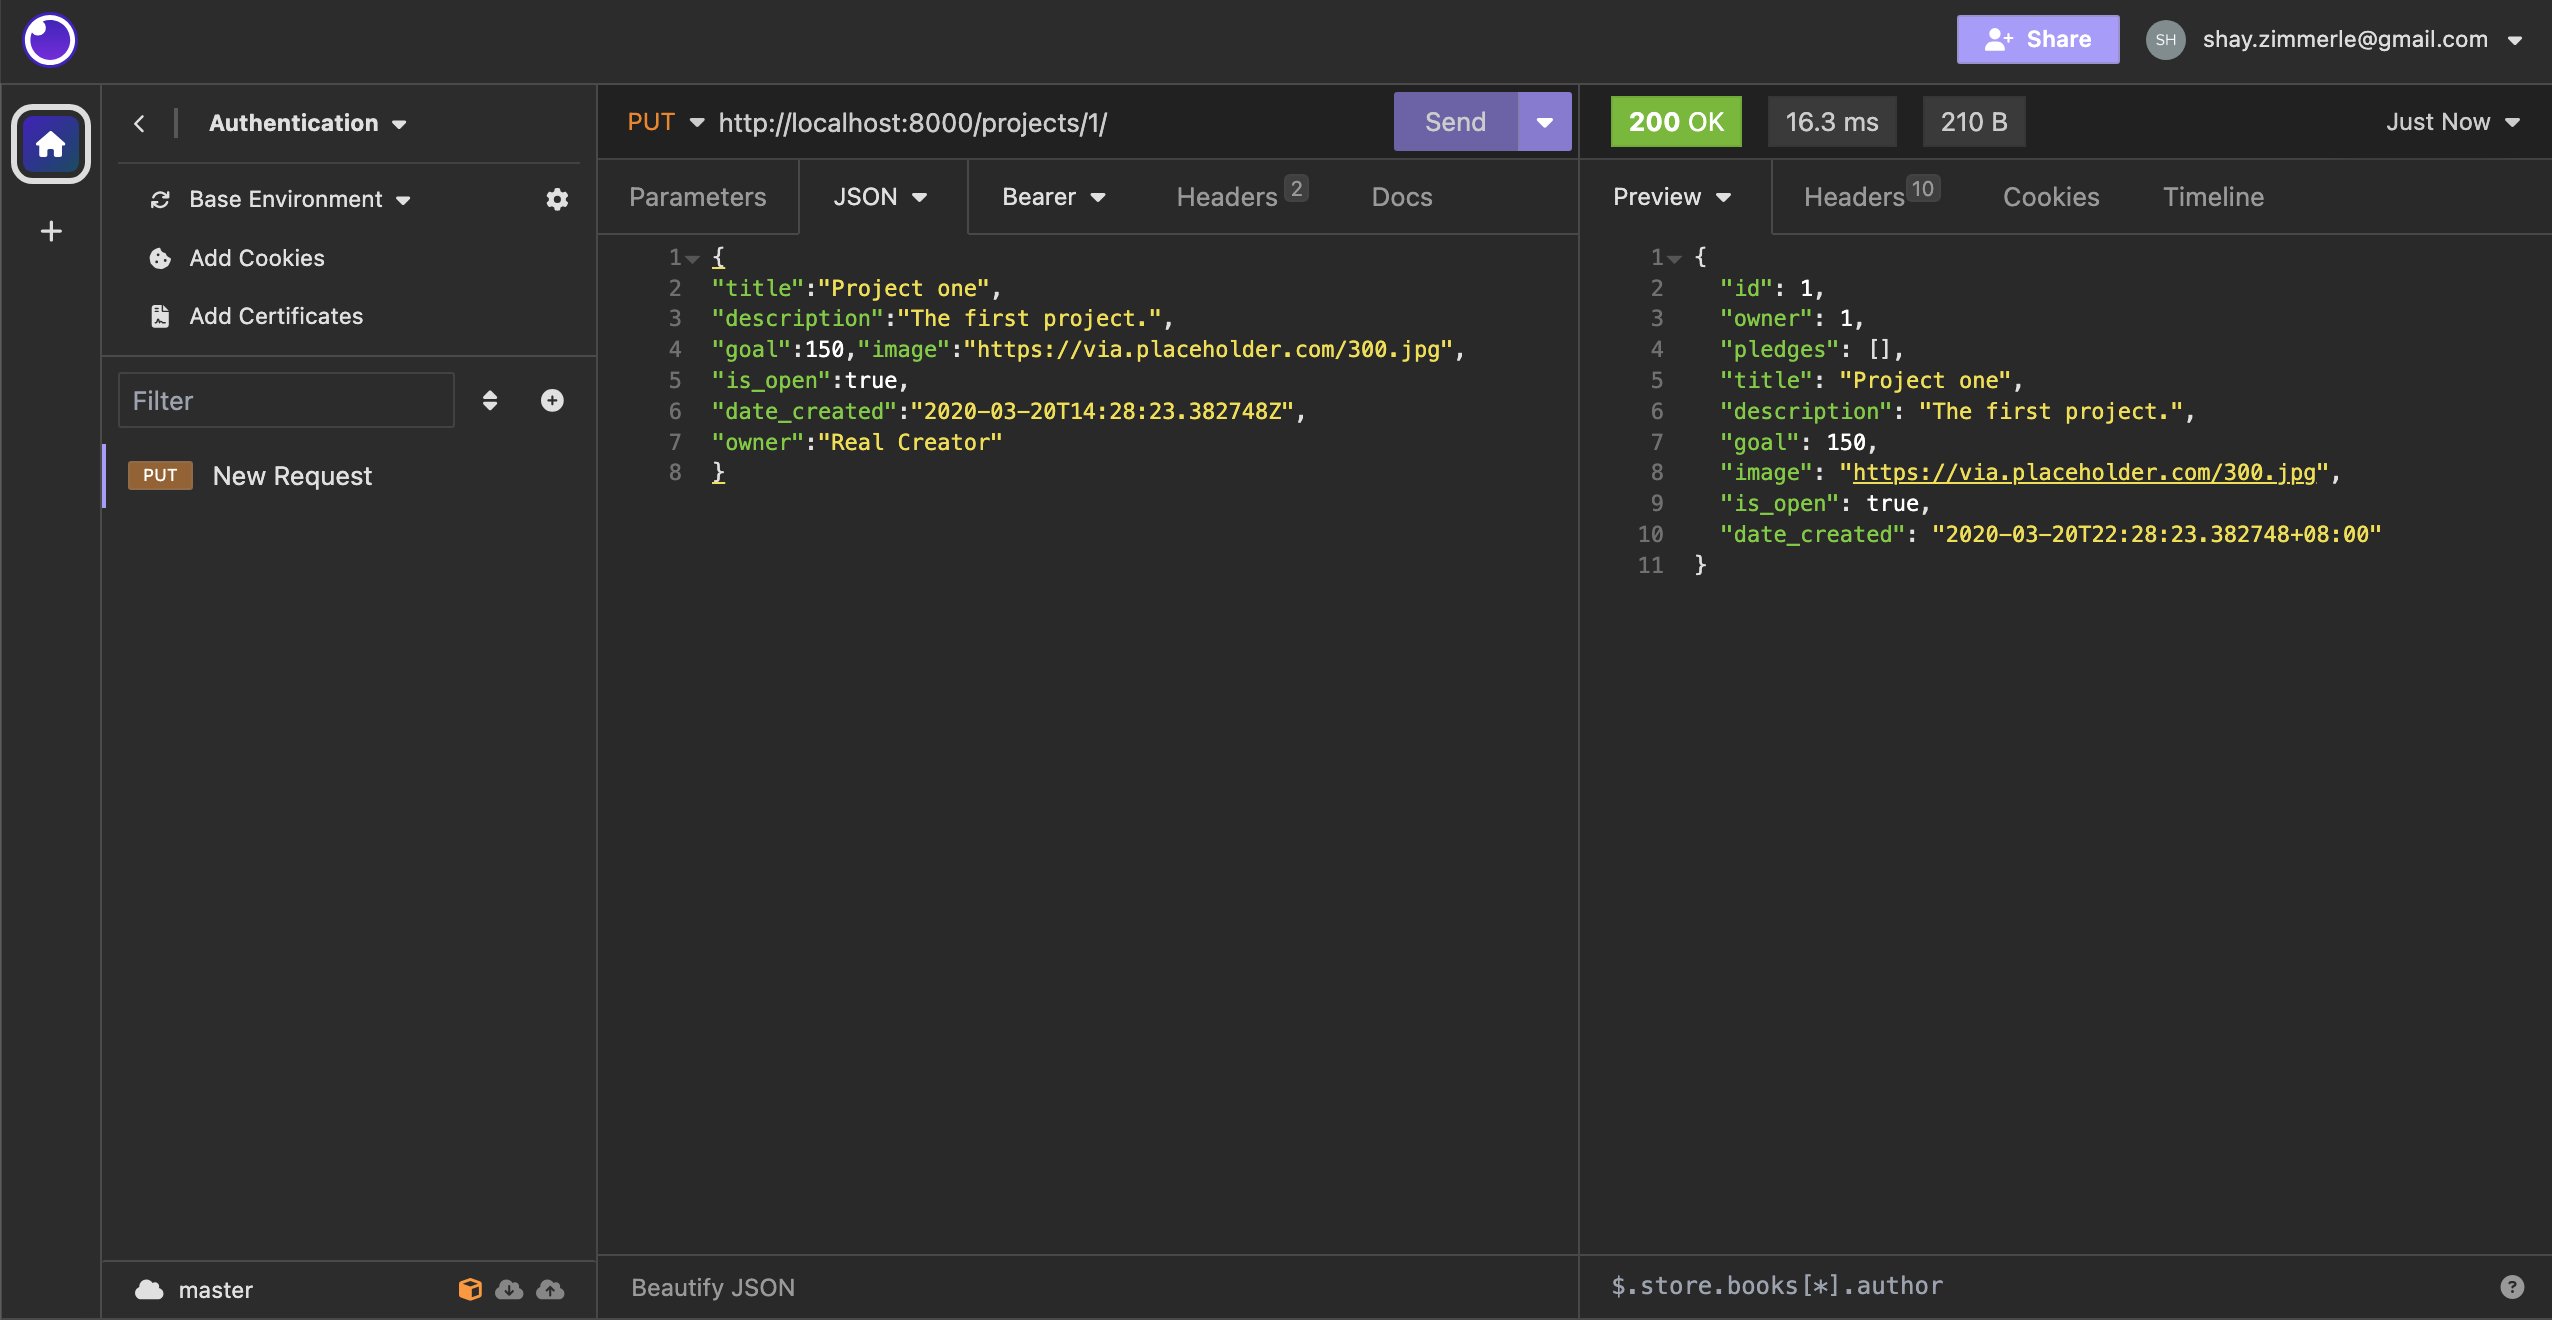 Share
SH
shay.zimmerle@gmail.com
Authentication
Base Environment
Add Cookies
Add Certificates
Filter
PUT New Request
master
PUT http://localhost:8000/projects/1/
Send
Parameters JSON Bearer Headers 2 Docs
1 {
2 "title":"Project one",
3 "description":"The first project.",
4 "goal":150,"image":"https://via.placeholder.com/300.jpg",
5 "is_open":true,
6 "date_created":"2020-03-20T14:28:23.382748Z",
7 "owner":"Real Creator"
8 }
Beautify JSON
200 OK 16.3 ms 210 B Just Now
Preview Headers 10 Cookies Timeline
1 {
2 "id": 1,
3 "owner": 1,
4 "pledges": [],
5 "title": "Project one",
6 "description": "The first project.",
7 "goal": 150,
8 "image": "https://via.placeholder.com/300.jpg",
9 "is_open": true,
10 "date_created": "2020-03-20T22:28:23.382748+08:00"
11 }
$.store.books[*].author